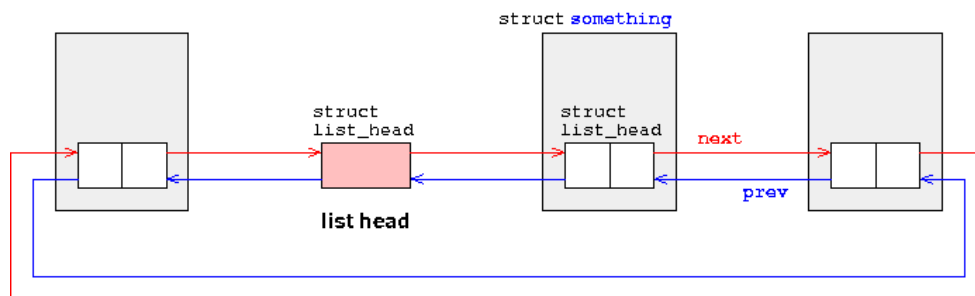 struct something
struct
list_head
struct
list_head
next
prev
list head